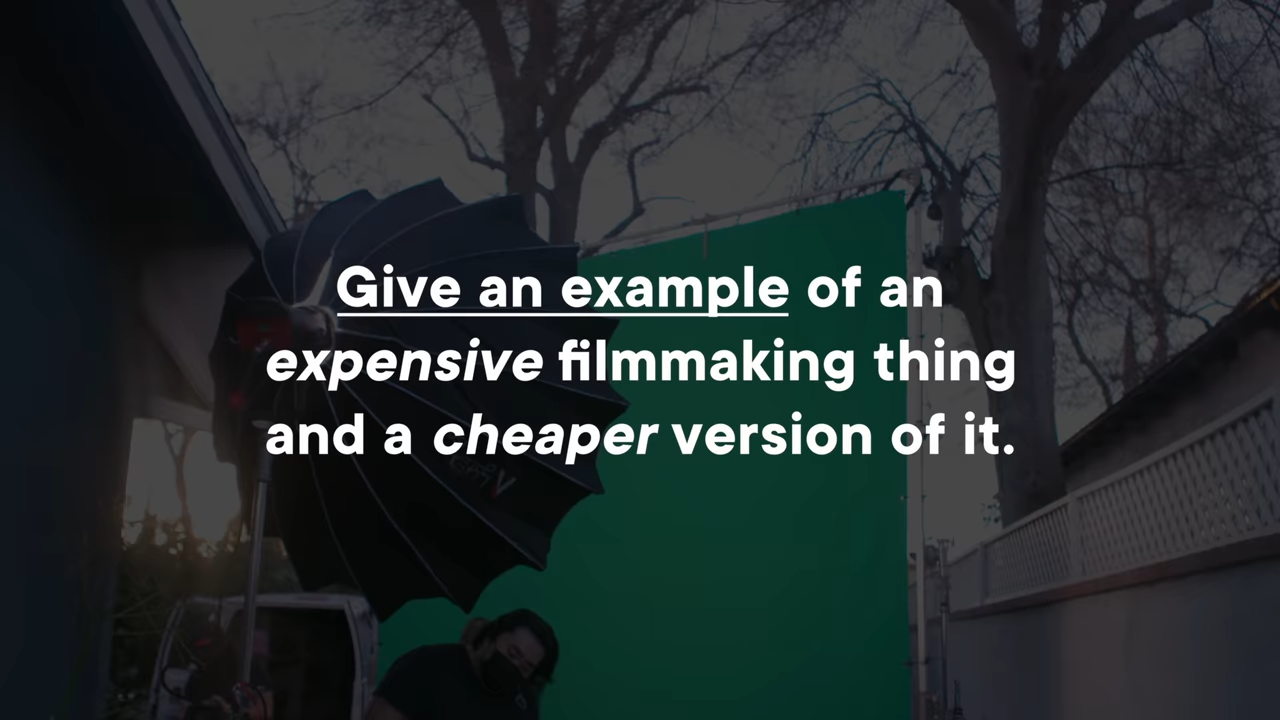 Give an example of an
expensive filmmaking thing
and a cheaper version of it.